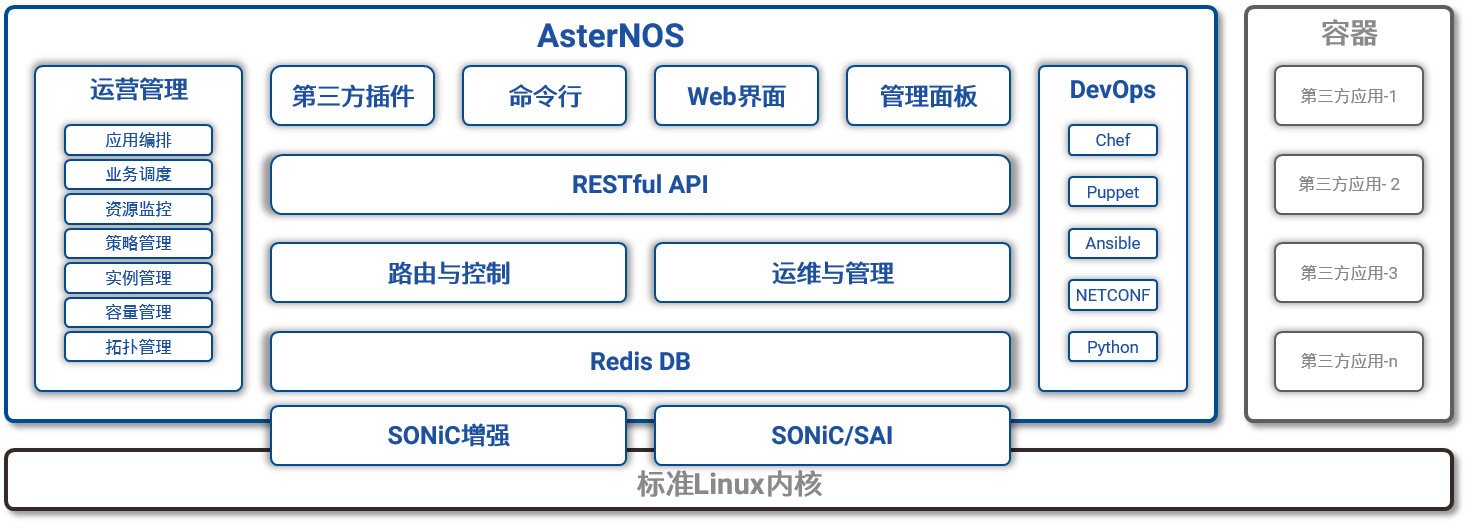 AsterNOS
运营管理
应用编排
业务调度
资源监控
策略管理
实例管理
容量管理
拓扑管理
第三方插件
命令行
Web界面
管理面板
RESTful API
路由与控制
运维与管理
Redis DB
SONiC增强
SONiC/SAI
DevOps
Chef
Puppet
Ansible
NETCONF
Python
容器
第三方应用-1
第三方应用- 2
第三方应用-3
第三方应用-n
标准Linux内核